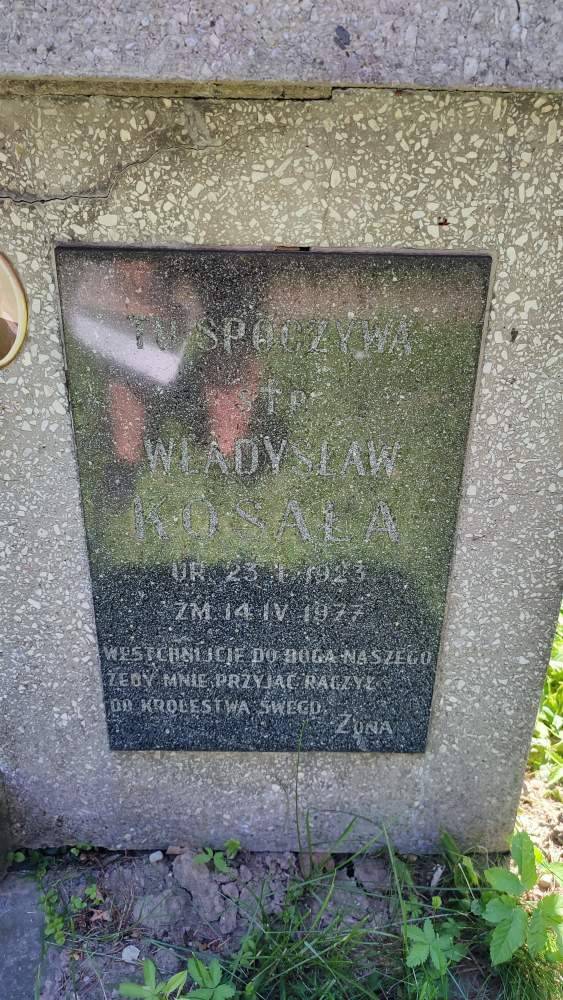 TU SPOCZYWA
Ś†P
WŁADYSŁAW
KOSAŁA
UR. 23 I 1923
ZM. 14 IV 1977
WESTCHNIJCIE DO BOGA NASZEGO
ŻEBY MNIE PRZYJĄĆ RACZYŁ
DO KRÓLESTWA SWEGO.
ŻONA